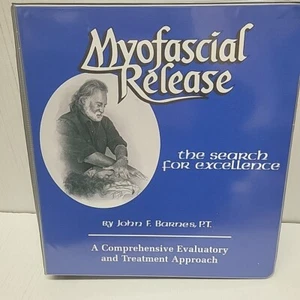 Myofascial
Release
the search
for excellence
By John F. Barnes, P.T.
A Comprehensive Evaluatory
and Treatment Approach